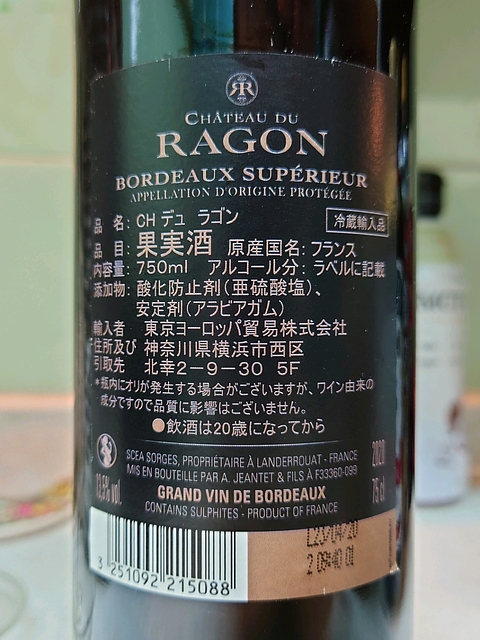 CHÂTEAU DU
RAGON
BORDEAUX SUPÉRIEUR
APPELLATION D'ORIGINE PROTÉGÉE
品 名: CH デュ ラゴン 冷蔵輸入品
品 目: 果実酒 原産国名: フランス
内容量: 750ml アルコール分: ラベルに記載
添加物: 酸化防止剤(亜硫酸塩)、
安定剤(アラビアガム)
輸入者 東京ヨーロッパ貿易株式会社
住所及び 神奈川県横浜市西区
引取先 北幸2-9-30 5F
*瓶内にオリが発生する場合がございますが、ワイン由来の
成分ですので品質に影響はございません。
●飲酒は20歳になってから
SCEA SORGES, PROPRIÉTAIRE À LANDERROUAT - FRANCE
MIS EN BOUTEILLE PAR A. JEANTET & FILS À F33360-099
GRAND VIN DE BORDEAUX
CONTAINS SULPHITES - PRODUCT OF FRANCE
13,5% vol.
2020
75 cl
3 251092 215088